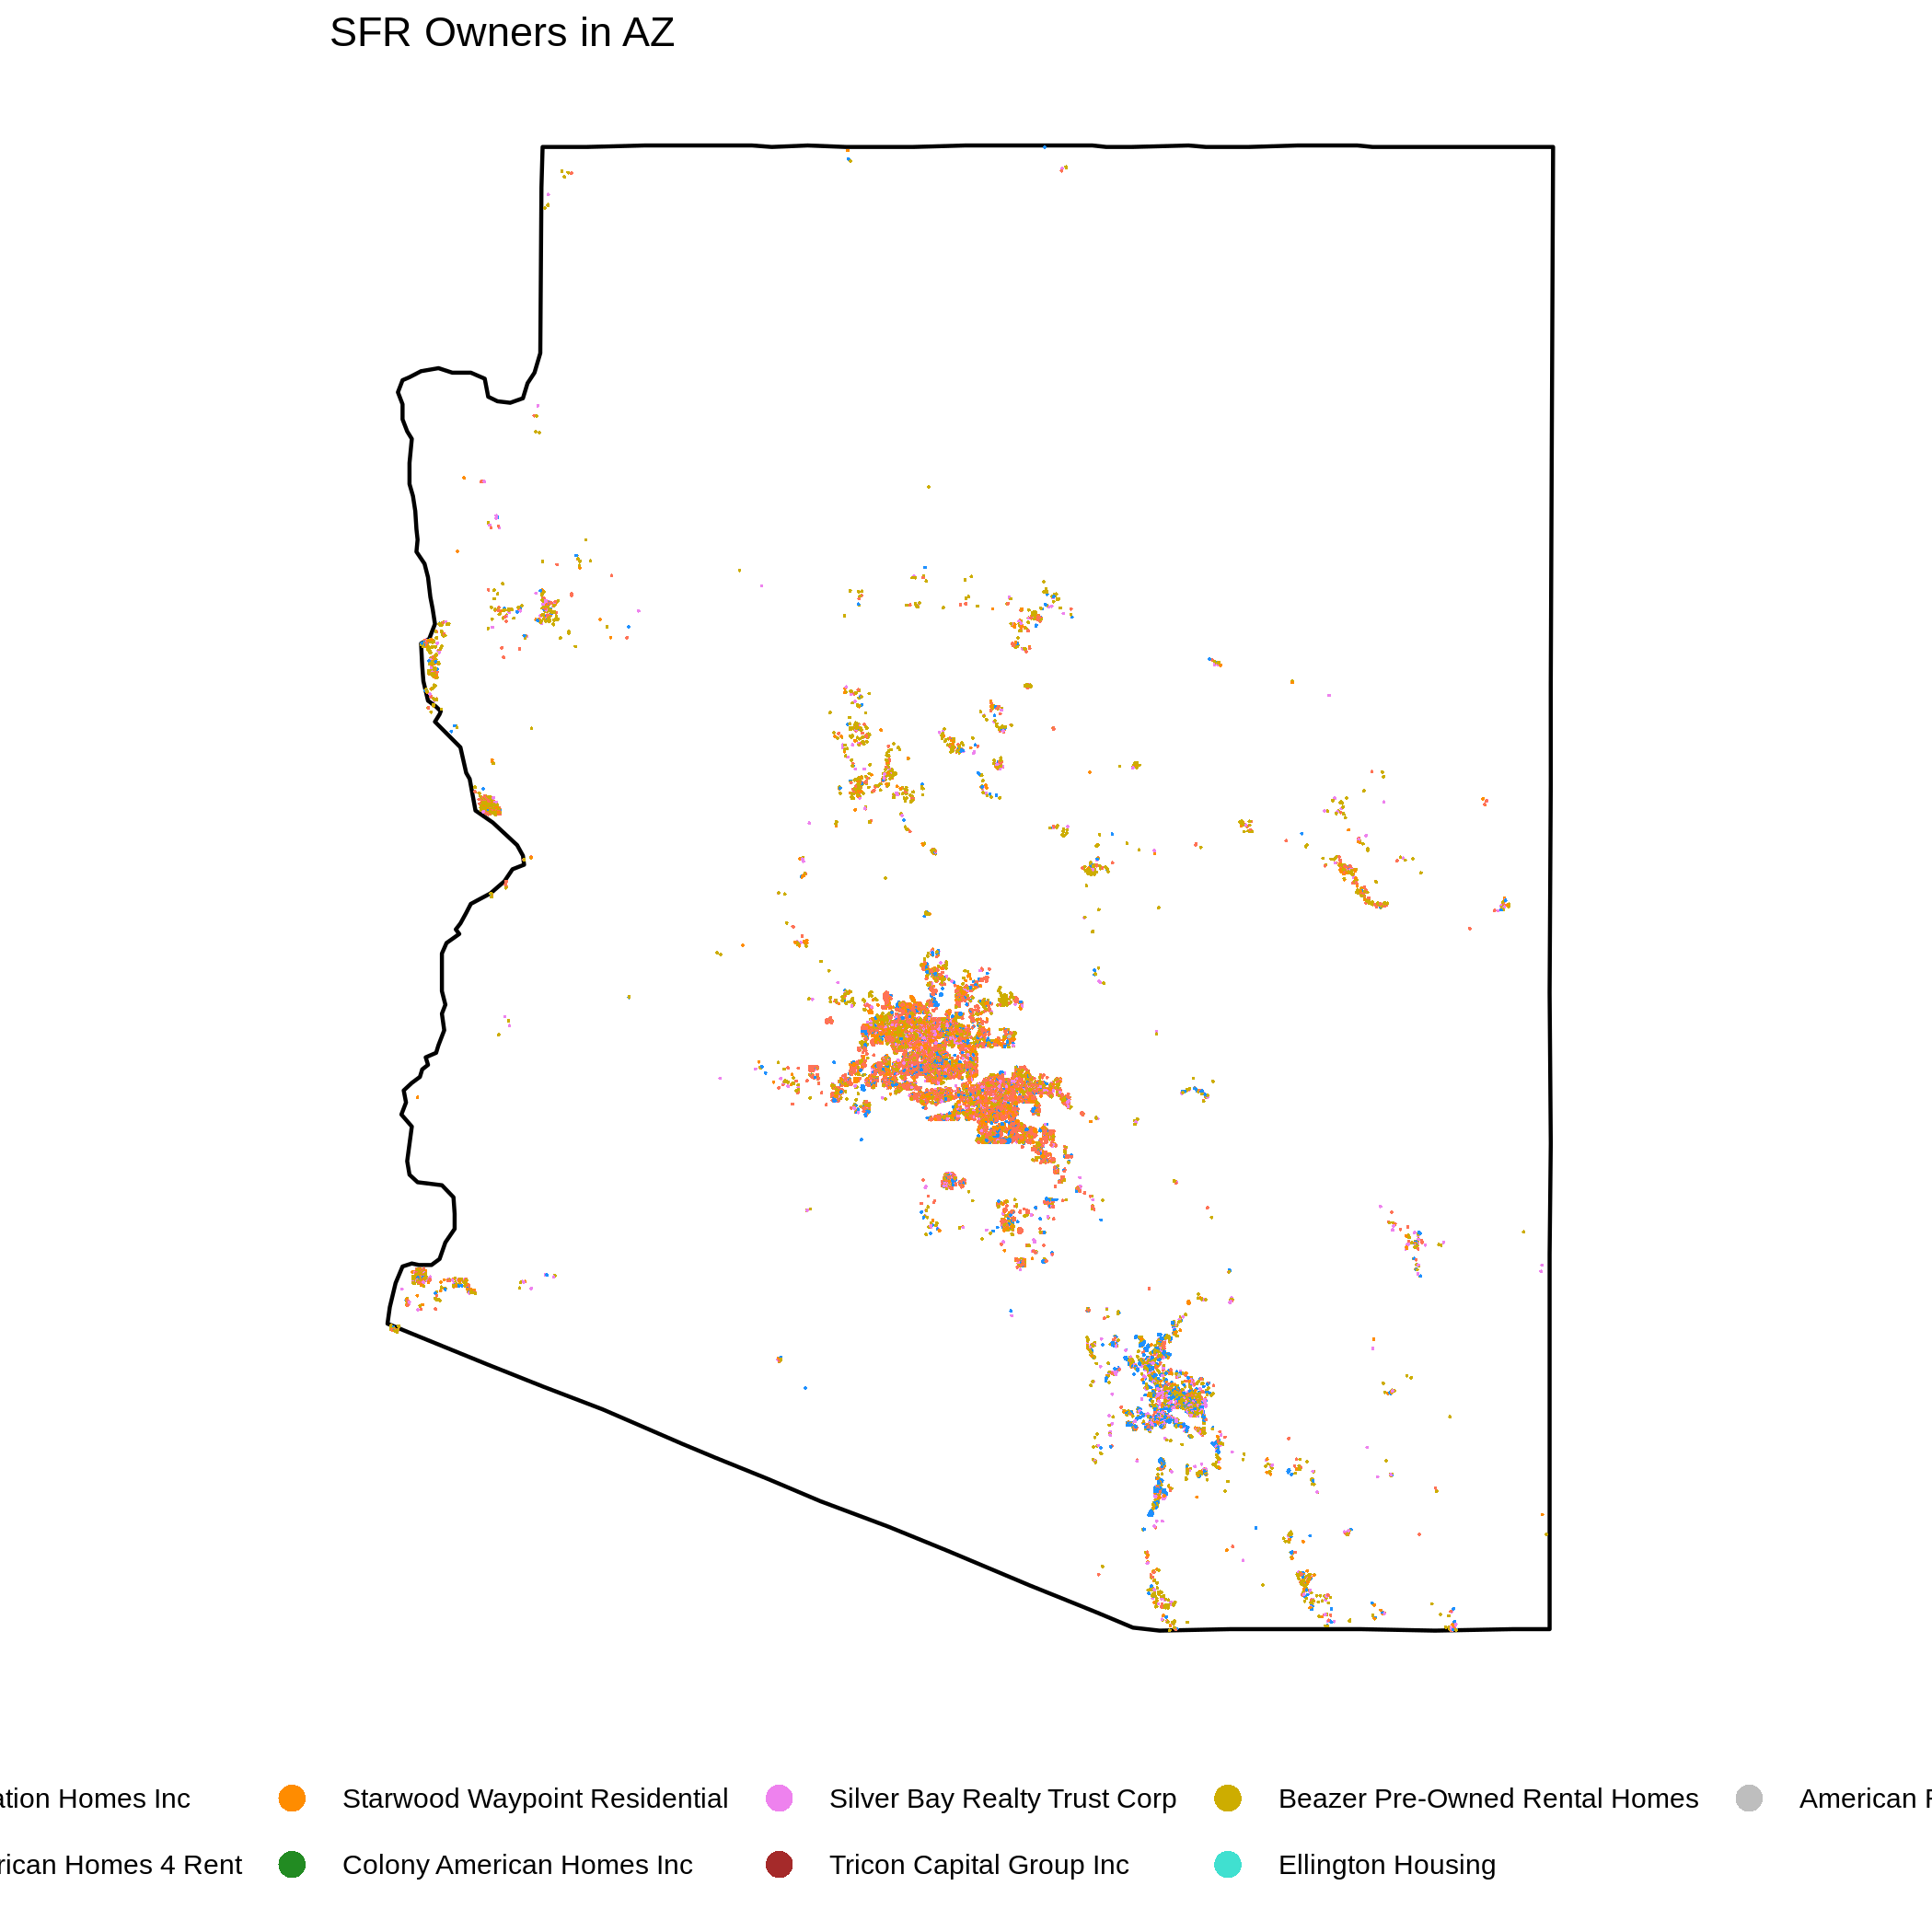 SFR Owners in AZ
ation Homes Inc Starwood Waypoint Residential Silver Bay Realty Trust Corp Beazer Pre-Owned Rental Homes American
rican Homes 4 Rent Colony American Homes Inc Tricon Capital Group Inc Ellington Housing